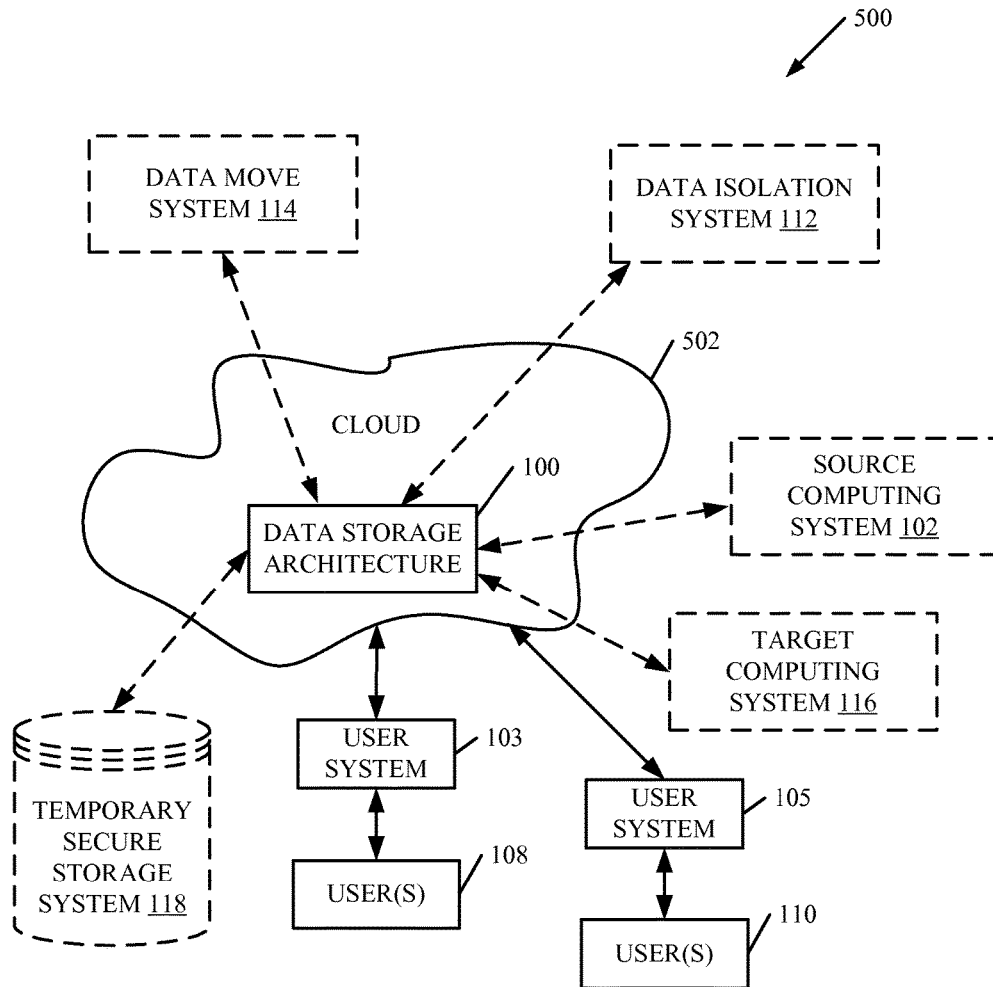 500
DATA MOVE
SYSTEM 114
DATA ISOLATION
SYSTEM 112
502
CLOUD
100
DATA STORAGE
ARCHITECTURE
SOURCE
COMPUTING
SYSTEM 102
TARGET
COMPUTING
SYSTEM 116
USER
SYSTEM
103
USER
SYSTEM
105
TEMPORARY
SECURE
STORAGE
SYSTEM 118
USER(S)
108
USER(S)
110